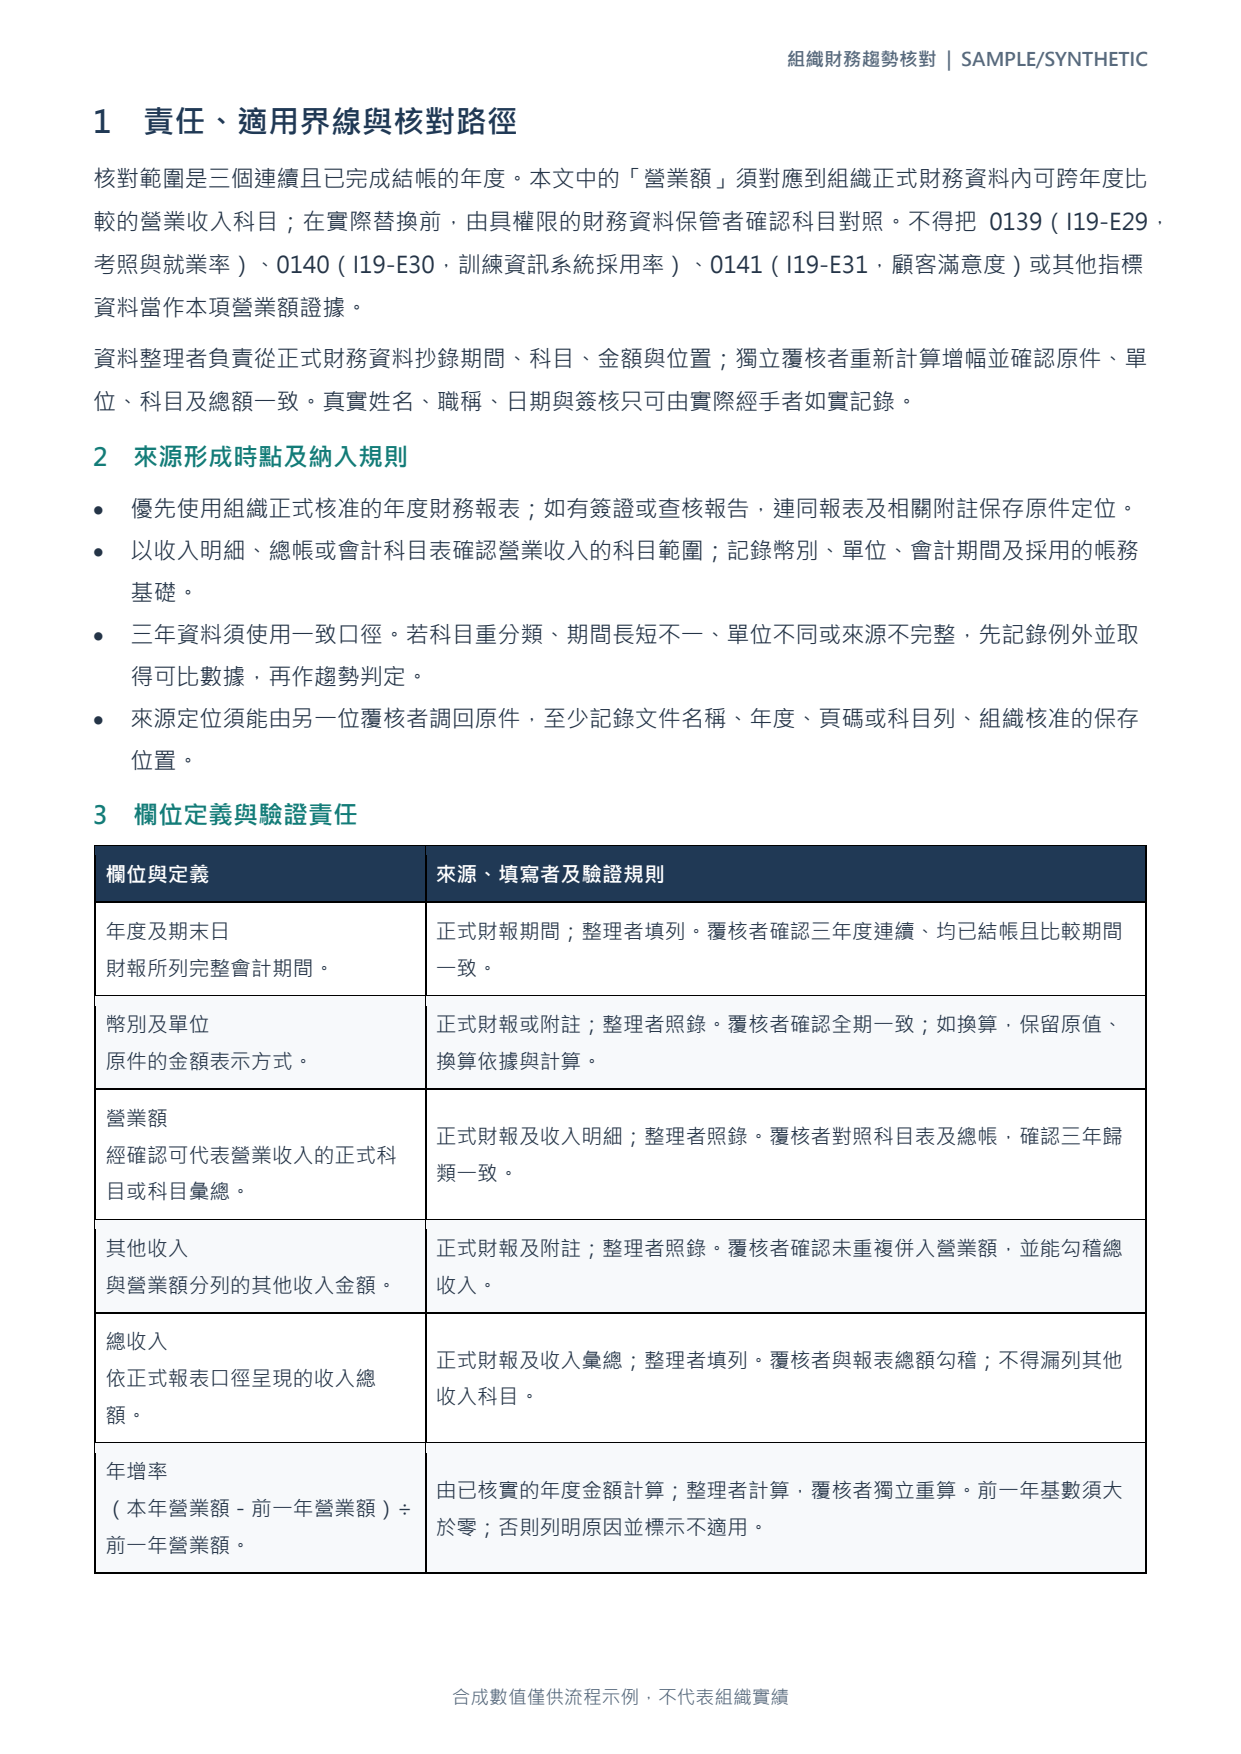 組織財務趨勢核對｜SAMPLE/SYNTHETIC
1　責任、適用界線與核對路徑
核對範圍是三個連續且已完成結帳的年度。本文中的「營業額」須對應到組織正式財務資料內可跨年度比
較的營業收入科目；在實際替換前，由具權限的財務資料保管者確認科目對照。不得把 0139（I19-E29，
考照與就業率）、0140（I19-E30，訓練資訊系統採用率）、0141（I19-E31，顧客滿意度）或其他指標
資料當作本項營業額證據。
資料整理者負責從正式財務資料抄錄期間、科目、金額與位置；獨立覆核者重新計算增幅並確認原件、單
位、科目及總額一致。真實姓名、職稱、日期與簽核只可由實際經手者如實記錄。
2　來源形成時點及納入規則
● 優先使用組織正式核准的年度財務報表；如有簽證或查核報告，連同報表及相關附註保存原件定位。
● 以收入明細、總帳或會計科目表確認營業收入的科目範圍；記錄幣別、單位、會計期間及採用的帳務
基礎。
● 三年資料須使用一致口徑。若科目重分類、期間長短不一、單位不同或來源不完整，先記錄例外並取
得可比數據，再作趨勢判定。
● 來源定位須能由另一位覆核者調回原件，至少記錄文件名稱、年度、頁碼或科目列、組織核准的保存
位置。
3　欄位定義與驗證責任
欄位與定義
來源、填寫者及驗證規則
年度及期末日
財報所列完整會計期間。
正式財報期間；整理者填列。覆核者確認三年度連續、均已結帳且比較期間
一致。
幣別及單位
原件的金額表示方式。
正式財報或附註；整理者照錄。覆核者確認全期一致；如換算，保留原值、
換算依據與計算。
營業額
經確認可代表營業收入的正式科
目或科目彙總。
正式財報及收入明細；整理者照錄。覆核者對照科目表及總帳，確認三年歸
類一致。
其他收入
與營業額分列的其他收入金額。
正式財報及附註；整理者照錄。覆核者確認未重複併入營業額，並能勾稽總
收入。
總收入
依正式報表口徑呈現的收入總
額。
正式財報及收入彙總；整理者填列。覆核者與報表總額勾稽；不得漏列其他
收入科目。
年增率
（本年營業額 - 前一年營業額）÷
前一年營業額。
由已核實的年度金額計算；整理者計算，覆核者獨立重算。前一年基數須大
於零；否則列明原因並標示不適用。
合成數值僅供流程示例，不代表組織實績